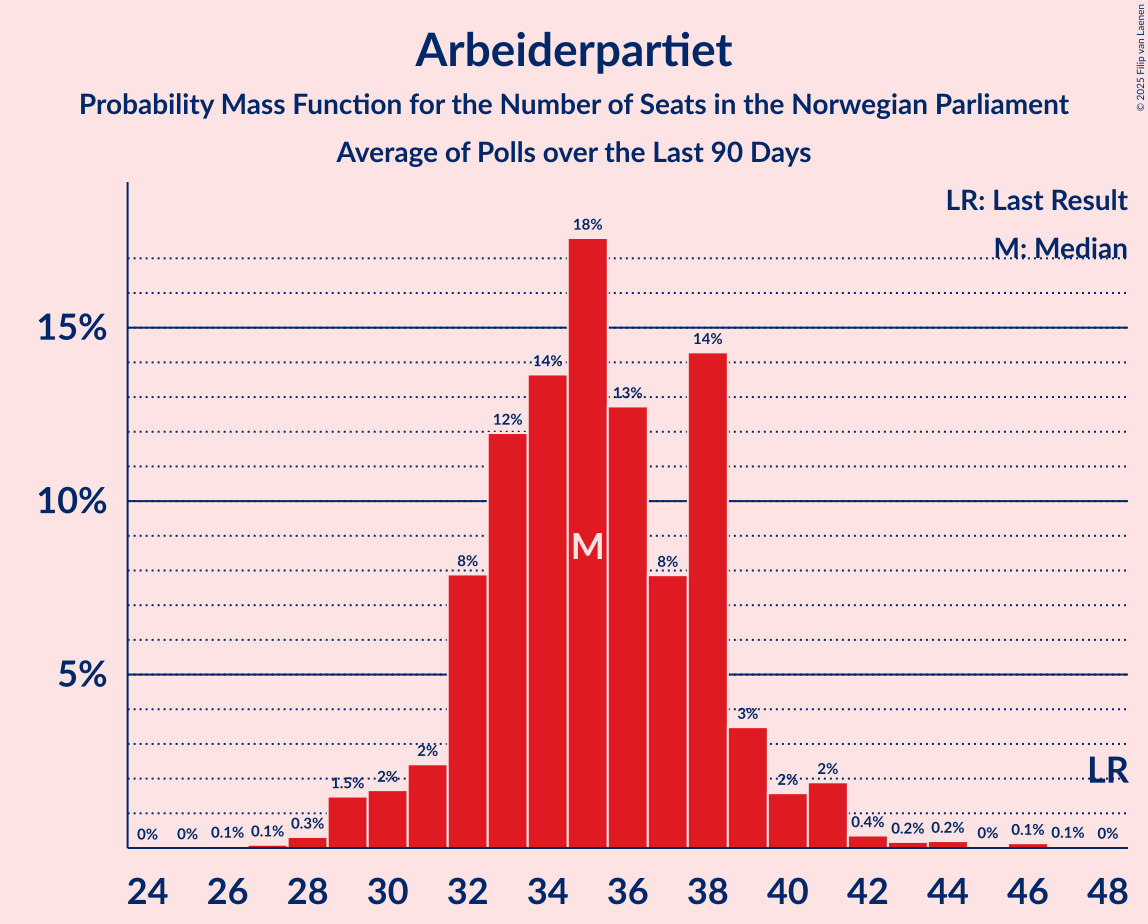 Arbeiderpartiet
Probability Mass Function for the Number of Seats in the Norwegian Parliament
Average of Polls over the Last 90 Days
© 2025 Filip van Laenen
LR: Last Result
M: Median
15%
10%
5%
0% 0% 0.1% 0.1% 0.3% 1.5% 2% 2% 8% 12% 14% 18% 13% 8% 14% 3% 2% 2% 0.4% 0.2% 0.2% 0% 0.1% 0.1% 0%
M
LR
24 26 28 30 32 34 36 38 40 42 44 46 48